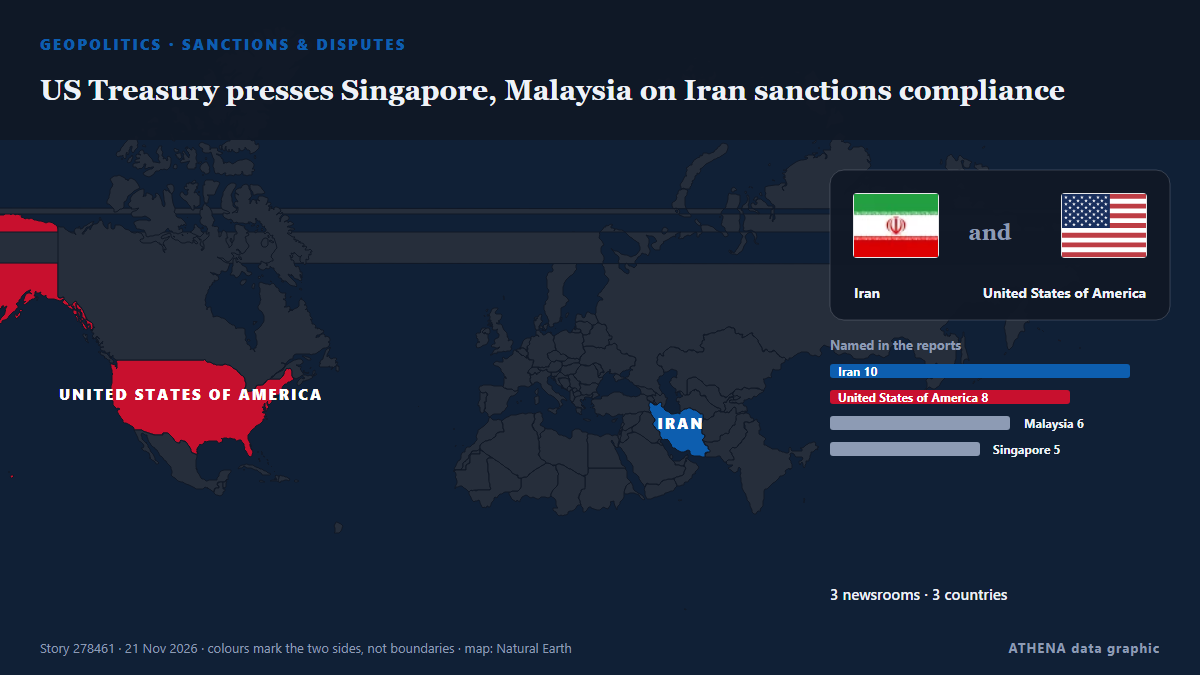 GEOPOLITICS · SANCTIONS & DISPUTES
US Treasury presses Singapore, Malaysia on Iran sanctions compliance
and
Iran
United States of America
Named in the reports
Iran 10
United States of America 8
Malaysia 6
Singapore 5
UNITED STATES OF AMERICA
IRAN
3 newsrooms · 3 countries
Story 278461 · 21 Nov 2026 · colours mark the two sides, not boundaries · map: Natural Earth
ATHENA data graphic